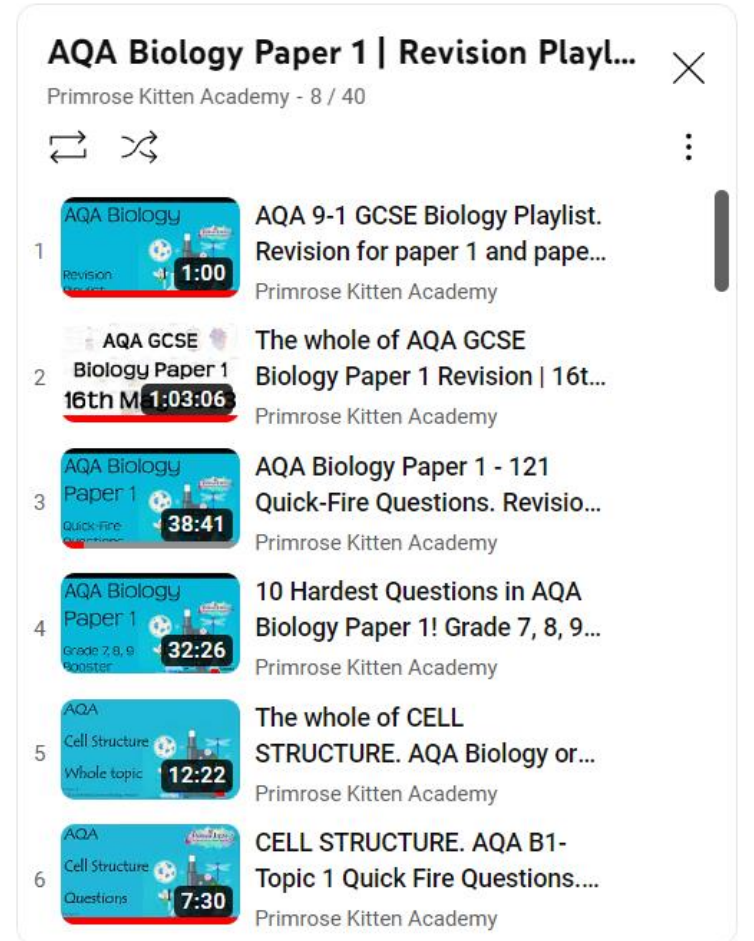 AQA Biology Paper 1 | Revision Playl...
Primrose Kitten Academy - 8 / 40
1
AQA Biology
Revision
1:00
AQA 9-1 GCSE Biology Playlist.
Revision for paper 1 and pape...
Primrose Kitten Academy
2
AQA GCSE
Biology Paper 1
16th
1:03:06
The whole of AQA GCSE
Biology Paper 1 Revision | 16t...
Primrose Kitten Academy
3
AQA Biology
Paper 1
Quick-Fire
Questions
38:41
AQA Biology Paper 1 - 121
Quick-Fire Questions. Revisio...
Primrose Kitten Academy
4
AQA Biology
Paper 1
Grade 7, 8, 9
Booster
32:26
10 Hardest Questions in AQA
Biology Paper 1! Grade 7, 8, 9...
Primrose Kitten Academy
5
AQA
Cell Structure
Whole topic
12:22
The whole of CELL
STRUCTURE. AQA Biology or...
Primrose Kitten Academy
6
AQA
Cell Structure
Questions
7:30
CELL STRUCTURE. AQA B1-
Topic 1 Quick Fire Questions....
Primrose Kitten Academy